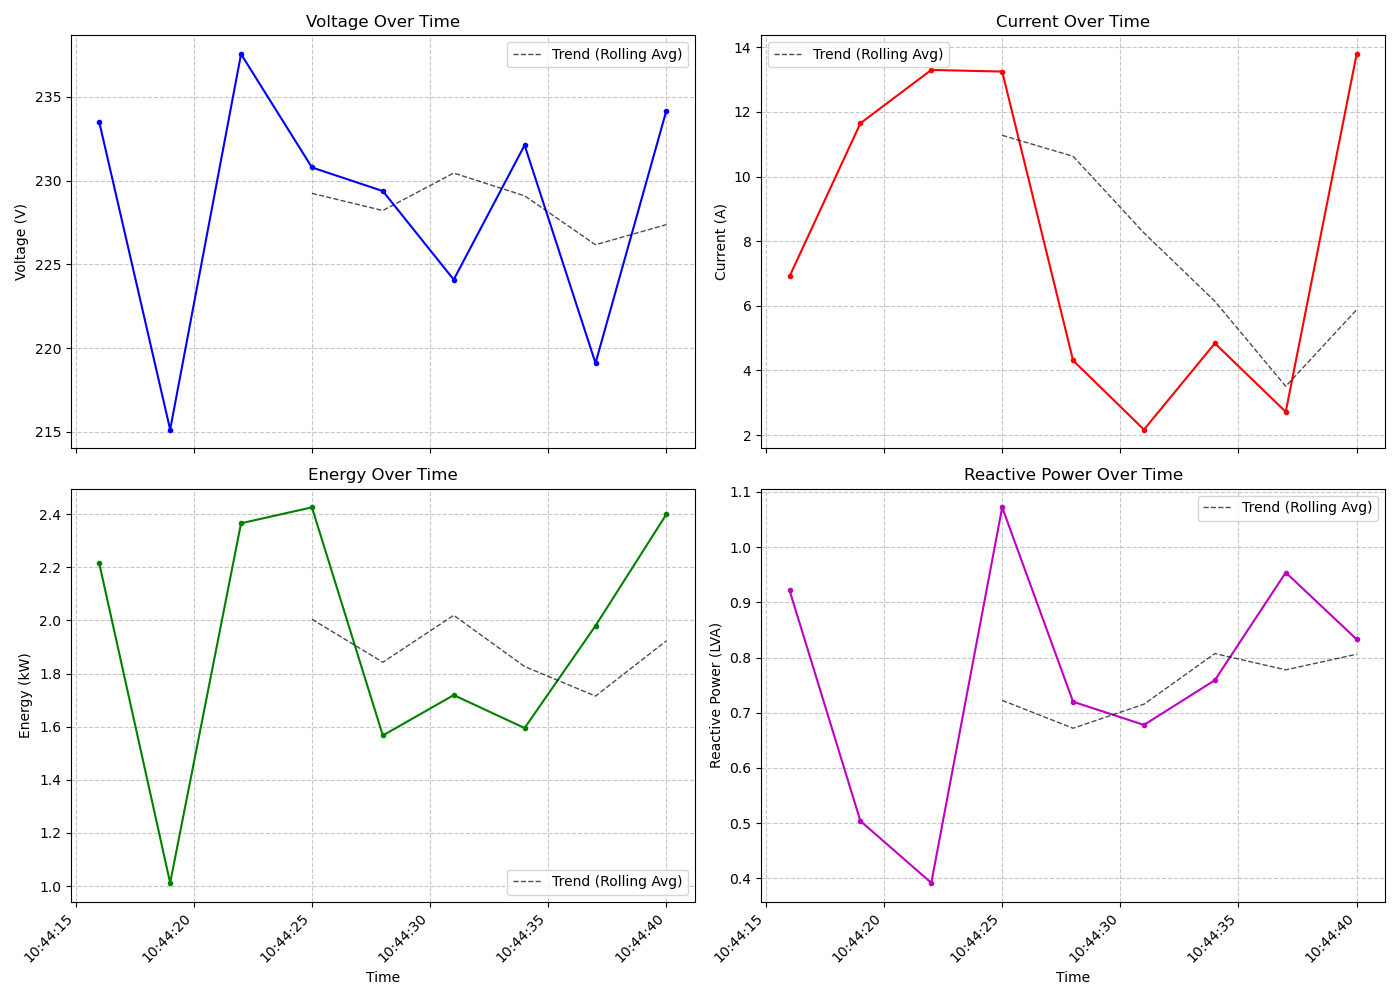 Voltage Over Time
Trend (Rolling Avg)
Voltage (V)
235
230
225
220
215
Current Over Time
Trend (Rolling Avg)
Current (A)
14
12
10
8
6
4
2
Energy Over Time
Trend (Rolling Avg)
Energy (kW)
2.4
2.2
2.0
1.8
1.6
1.4
1.2
1.0
10:44:15
10:44:20
10:44:25
10:44:30
10:44:35
10:44:40
Time
Reactive Power Over Time
Trend (Rolling Avg)
Reactive Power (LVA)
1.1
1.0
0.9
0.8
0.7
0.6
0.5
0.4
10:44:15
10:44:20
10:44:25
10:44:30
10:44:35
10:44:40
Time